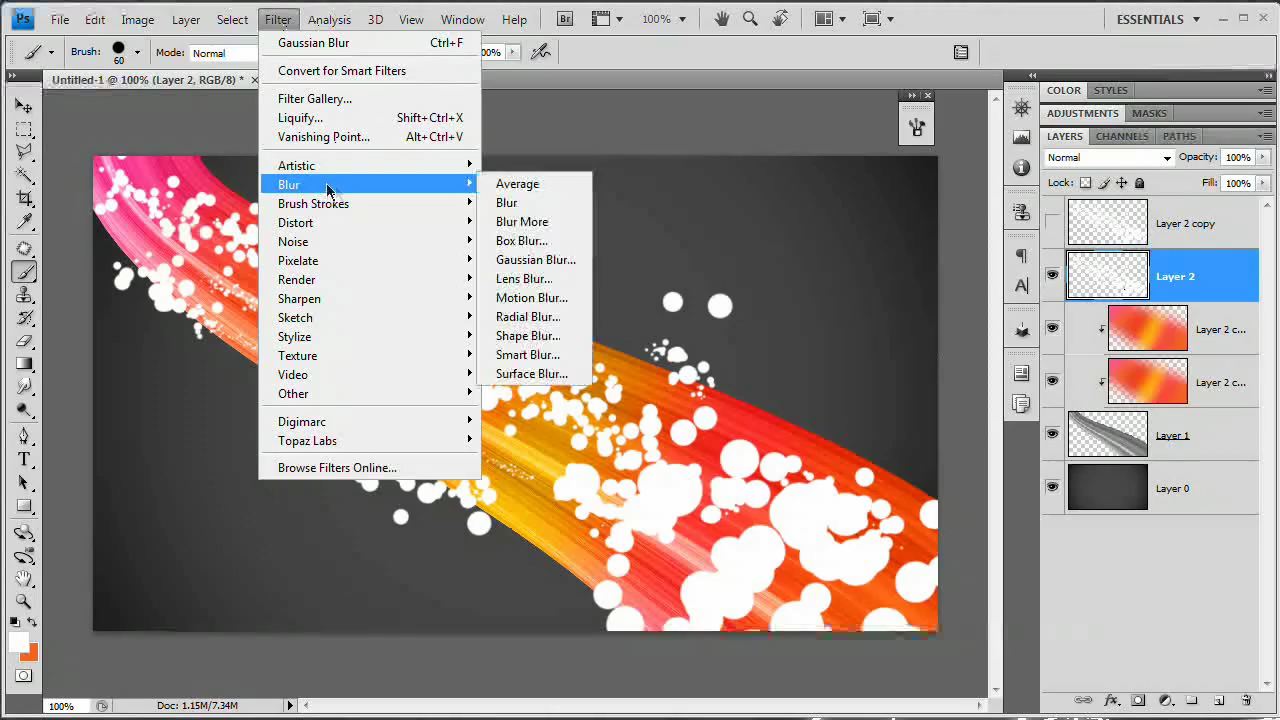 Ps File Edit Image Layer Select Filter Analysis 3D View Window Help Br 100% ESSENTIALS
Brush: 60 Mode: Normal 00%
Untitled-1 @ 100% (Layer 2, RGB/8) *
Gaussian Blur Ctrl+F
Convert for Smart Filters
Filter Gallery...
Liquify... Shift+Ctrl+X
Vanishing Point... Alt+Ctrl+V
Artistic
Blur
Brush Strokes
Distort
Noise
Pixelate
Render
Sharpen
Sketch
Stylize
Texture
Video
Other
Digimarc
Topaz Labs
Browse Filters Online...
Average
Blur
Blur More
Box Blur...
Gaussian Blur...
Lens Blur...
Motion Blur...
Radial Blur...
Shape Blur...
Smart Blur...
Surface Blur...
COLOR STYLES
ADJUSTMENTS MASKS
LAYERS CHANNELS PATHS
Normal Opacity: 100%
Lock: Fill: 100%
Layer 2 copy
Layer 2
Layer 2 c...
Layer 2 c...
Layer 1
Layer 0
100% Doc: 1.15M/7.34M